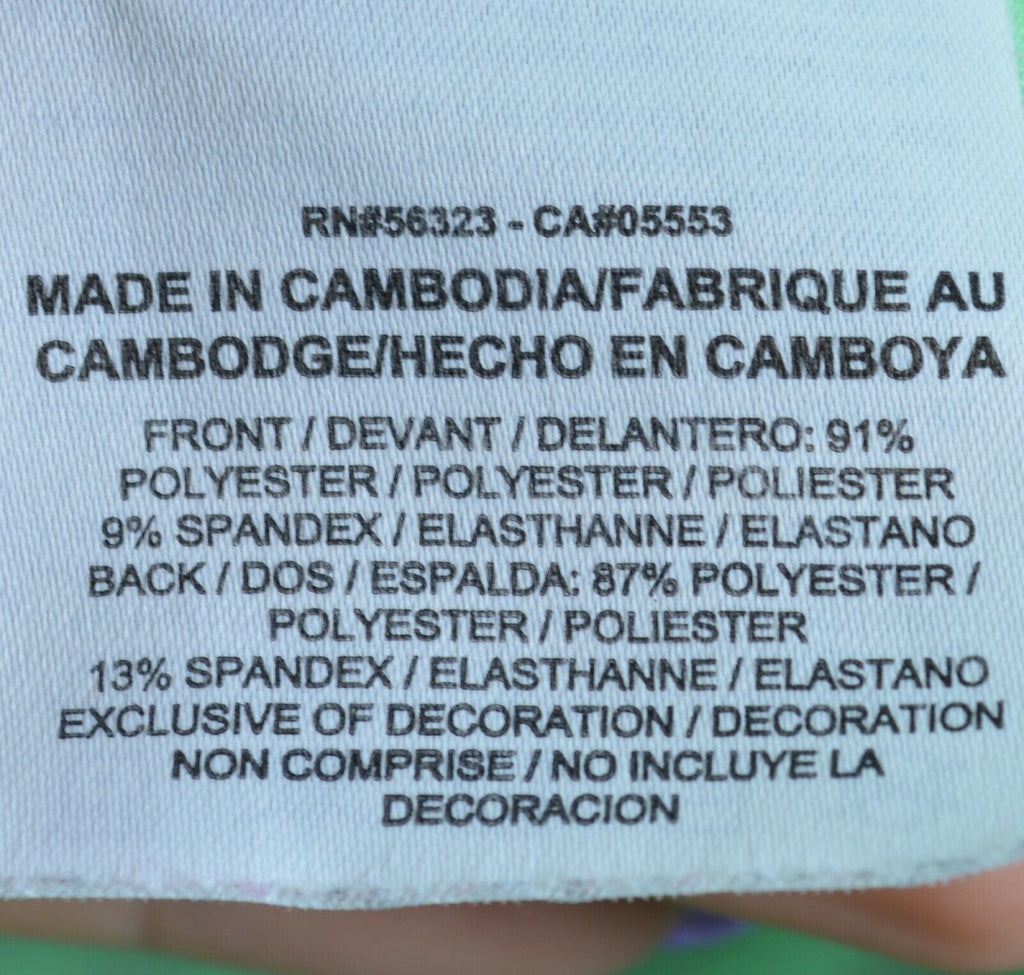 RN#56323 - CA#05553
MADE IN CAMBODIA/FABRIQUE AU
CAMBODGE/HECHO EN CAMBOYA
FRONT / DEVANT / DELANTERO: 91%
POLYESTER / POLYESTER / POLIESTER
9% SPANDEX / ELASTHANNE / ELASTANO
BACK / DOS / ESPALDA: 87% POLYESTER /
POLYESTER / POLIESTER
13% SPANDEX / ELASTHANNE / ELASTANO
EXCLUSIVE OF DECORATION / DECORATION
NON COMPRISE / NO INCLUYE LA
DECORACION